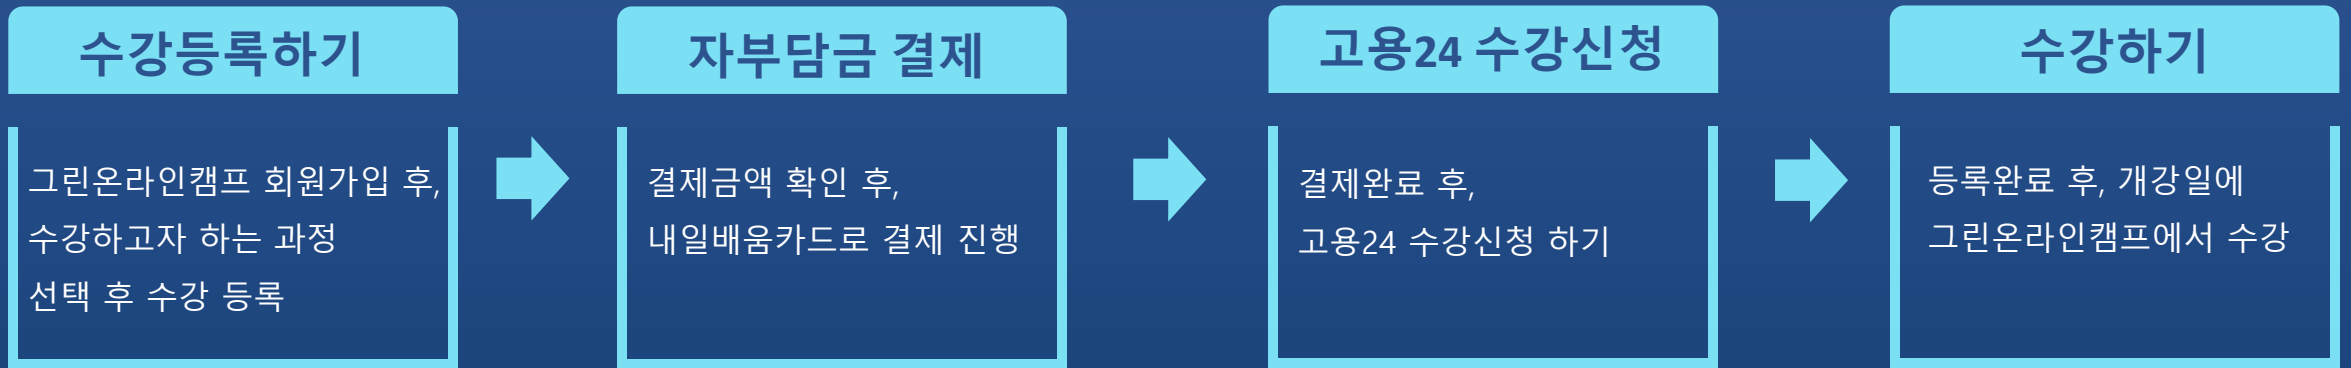 수강등록하기
그린온라인캠프 회원가입 후,
수강하고자 하는 과정
선택 후 수강 등록
자부담금 결제
결제금액 확인 후,
내일배움카드로 결제 진행
고용24 수강신청
결제완료 후,
고용24 수강신청 하기
수강하기
등록완료 후, 개강일에
그린온라인캠프에서 수강